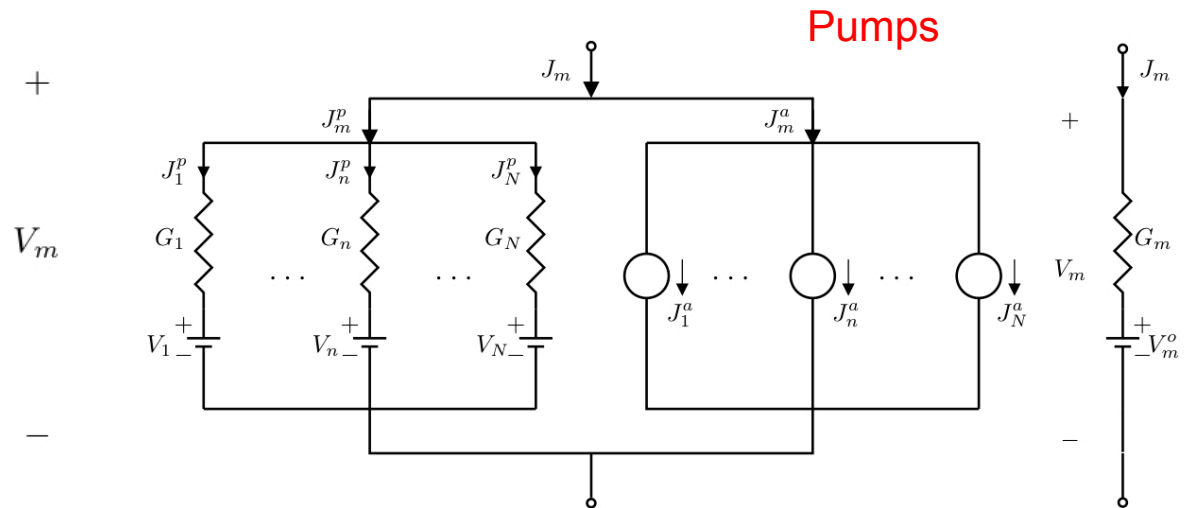 Pumps
+
J_m
J_m
J_m^p
J_m^a
+
J_1^p
J_n^p
J_N^p
V_m
G_1
G_n
G_N
G_m
. . .
. . .
. . .
. . .
V_m
J_1^a
J_n^a
J_N^a
+
+
+
+
V_1
V_n
V_N
V_m^o
−
−
−
−
−
−